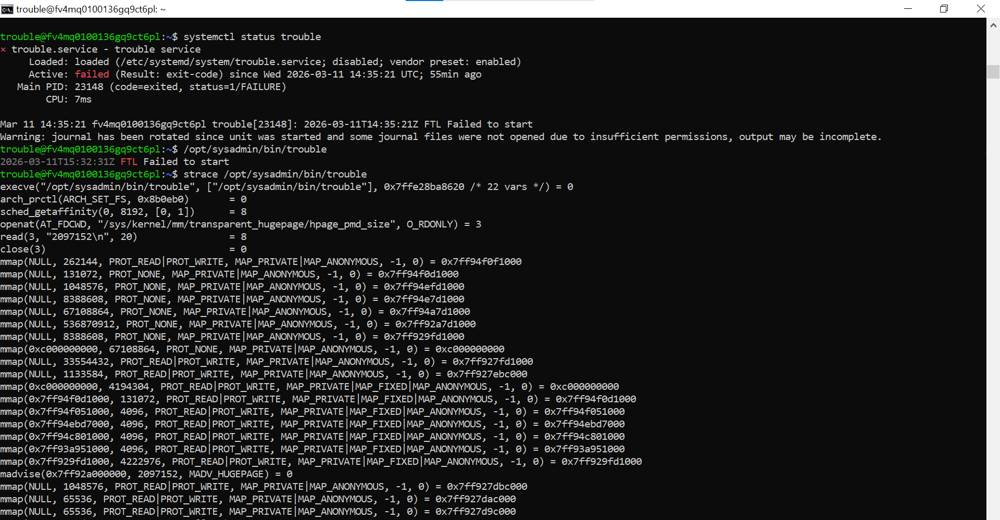 trouble@fv4mq0100136gq9ct6pl: ~
trouble@fv4mq0100136gq9ct6pl:~$ systemctl status trouble
× trouble.service - trouble service
     Loaded: loaded (/etc/systemd/system/trouble.service; disabled; vendor preset: enabled)
     Active: failed (Result: exit-code) since Wed 2026-03-11 14:35:21 UTC; 55min ago
   Main PID: 23148 (code=exited, status=1/FAILURE)
        CPU: 7ms
Mar 11 14:35:21 fv4mq0100136gq9ct6pl trouble[23148]: 2026-03-11T14:35:21Z FTL Failed to start
Warning: journal has been rotated since unit was started and some journal files were not opened due to insufficient permissions, output may be incomplete.
trouble@fv4mq0100136gq9ct6pl:~$ /opt/sysadmin/bin/trouble
2026-03-11T15:32:31Z FTL Failed to start
trouble@fv4mq0100136gq9ct6pl:~$ strace /opt/sysadmin/bin/trouble
execve("/opt/sysadmin/bin/trouble", ["/opt/sysadmin/bin/trouble"], 0x7ffe28ba8620 /* 22 vars */) = 0
arch_prctl(ARCH_SET_FS, 0x8b0eb0)       = 0
sched_getaffinity(0, 8192, [0, 1])      = 8
openat(AT_FDCWD, "/sys/kernel/mm/transparent_hugepage/hpage_pmd_size", O_RDONLY) = 3
read(3, "2097152\n", 20)                = 8
close(3)                                = 0
mmap(NULL, 262144, PROT_READ|PROT_WRITE, MAP_PRIVATE|MAP_ANONYMOUS, -1, 0) = 0x7ff94f0f1000
mmap(NULL, 131072, PROT_NONE, MAP_PRIVATE|MAP_ANONYMOUS, -1, 0) = 0x7ff94f0d1000
mmap(NULL, 1048576, PROT_NONE, MAP_PRIVATE|MAP_ANONYMOUS, -1, 0) = 0x7ff94efd1000
mmap(NULL, 8388608, PROT_NONE, MAP_PRIVATE|MAP_ANONYMOUS, -1, 0) = 0x7ff94e7d1000
mmap(NULL, 67108864, PROT_NONE, MAP_PRIVATE|MAP_ANONYMOUS, -1, 0) = 0x7ff94a7d1000
mmap(NULL, 536870912, PROT_NONE, MAP_PRIVATE|MAP_ANONYMOUS, -1, 0) = 0x7ff92a7d1000
mmap(NULL, 8388608, PROT_NONE, MAP_PRIVATE|MAP_ANONYMOUS, -1, 0) = 0x7ff929fd1000
mmap(0xc000000000, 67108864, PROT_NONE, MAP_PRIVATE|MAP_ANONYMOUS, -1, 0) = 0xc000000000
mmap(NULL, 33554432, PROT_READ|PROT_WRITE, MAP_PRIVATE|MAP_ANONYMOUS, -1, 0) = 0x7ff927fd1000
mmap(NULL, 1133584, PROT_READ|PROT_WRITE, MAP_PRIVATE|MAP_ANONYMOUS, -1, 0) = 0x7ff927ebc000
mmap(0xc000000000, 4194304, PROT_READ|PROT_WRITE, MAP_PRIVATE|MAP_FIXED|MAP_ANONYMOUS, -1, 0) = 0xc000000000
mmap(0x7ff94f0d1000, 131072, PROT_READ|PROT_WRITE, MAP_PRIVATE|MAP_FIXED|MAP_ANONYMOUS, -1, 0) = 0x7ff94f0d1000
mmap(0x7ff94f051000, 4096, PROT_READ|PROT_WRITE, MAP_PRIVATE|MAP_FIXED|MAP_ANONYMOUS, -1, 0) = 0x7ff94f051000
mmap(0x7ff94ebd7000, 4096, PROT_READ|PROT_WRITE, MAP_PRIVATE|MAP_FIXED|MAP_ANONYMOUS, -1, 0) = 0x7ff94ebd7000
mmap(0x7ff94c801000, 4096, PROT_READ|PROT_WRITE, MAP_PRIVATE|MAP_FIXED|MAP_ANONYMOUS, -1, 0) = 0x7ff94c801000
mmap(0x7ff93a951000, 4096, PROT_READ|PROT_WRITE, MAP_PRIVATE|MAP_FIXED|MAP_ANONYMOUS, -1, 0) = 0x7ff93a951000
mmap(0x7ff929fd1000, 4222976, PROT_READ|PROT_WRITE, MAP_PRIVATE|MAP_FIXED|MAP_ANONYMOUS, -1, 0) = 0x7ff929fd1000
madvise(0x7ff92a000000, 2097152, MADV_HUGEPAGE) = 0
mmap(NULL, 1048576, PROT_READ|PROT_WRITE, MAP_PRIVATE|MAP_ANONYMOUS, -1, 0) = 0x7ff927dbc000
mmap(NULL, 65536, PROT_READ|PROT_WRITE, MAP_PRIVATE|MAP_ANONYMOUS, -1, 0) = 0x7ff927dac000
mmap(NULL, 65536, PROT_READ|PROT_WRITE, MAP_PRIVATE|MAP_ANONYMOUS, -1, 0) = 0x7ff927d9c000